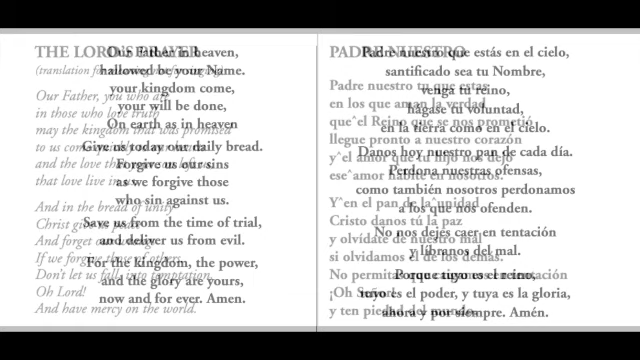 Our Father in heaven,
hallowed be your Name.
your kingdom come,
your will be done,
On earth as in heaven
Give us today our daily bread.
Forgive us our sins
as we forgive those
who sin against us.
Save us from the time of trial,
and deliver us from evil.
For the kingdom, the power,
and the glory are yours,
now and for ever. Amen.
THE LORD'S PRAYER
(translation
Our Father, you who are
in those who love truth
may the kingdom that was promised
to us come
and the love
that love live in us.
And in the bread of unity
Christ give us peace
And forget
If we forgive those of others
Don't let us fall into temptation
Oh Lord!
And have mercy on the world.
Padre nuestro que estás en el cielo,
santificado sea tu Nombre,
venga tu reino,
hágase tu voluntad,
en la tierra como en el cielo.
Danos hoy nuestro pan de cada día.
Perdona nuestras ofensas,
como también nosotros perdonamos
a los que nos ofenden.
No nos dejes caer en tentación
y líbranos del mal.
Porque tuyo es el reino,
tuyo es el poder, y tuya es la gloria,
ahora y por siempre. Amén.
PADRE NUESTRO
Padre nuestro tu que estas
en los que aman la verdad
que^el Reino que se nos prometió
llegue pronto a nuestro corazón
y^el amor que tu hijo nos dejo
ese^amor habite en nosotros.
Y^en el pan de la^unidad
Cristo danos tú la paz
y olvídate de nuestro mal
si olvidamos el de los demás.
No permitas que caigamos en tentación
¡Oh Señor!
y ten piedad del mundo.